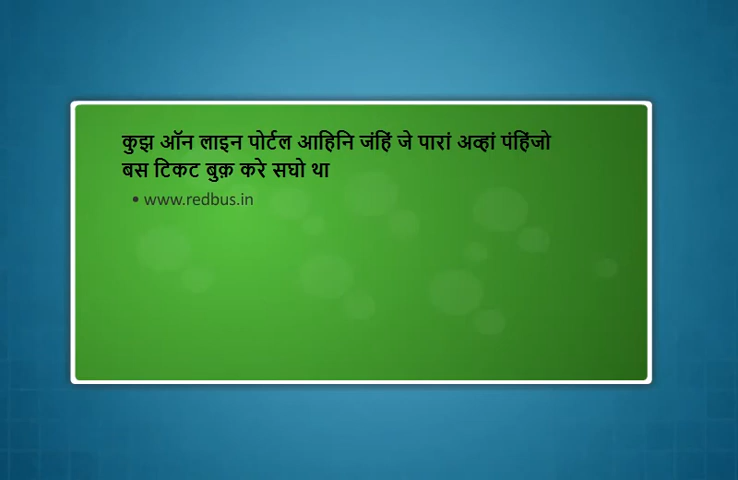 कुझ ऑन लाइन पोर्टल आहिनि जंहिं जे पारां अव्हां पंहिंजो
बस टिकट बुक़ करे सघो था
• www.redbus.in